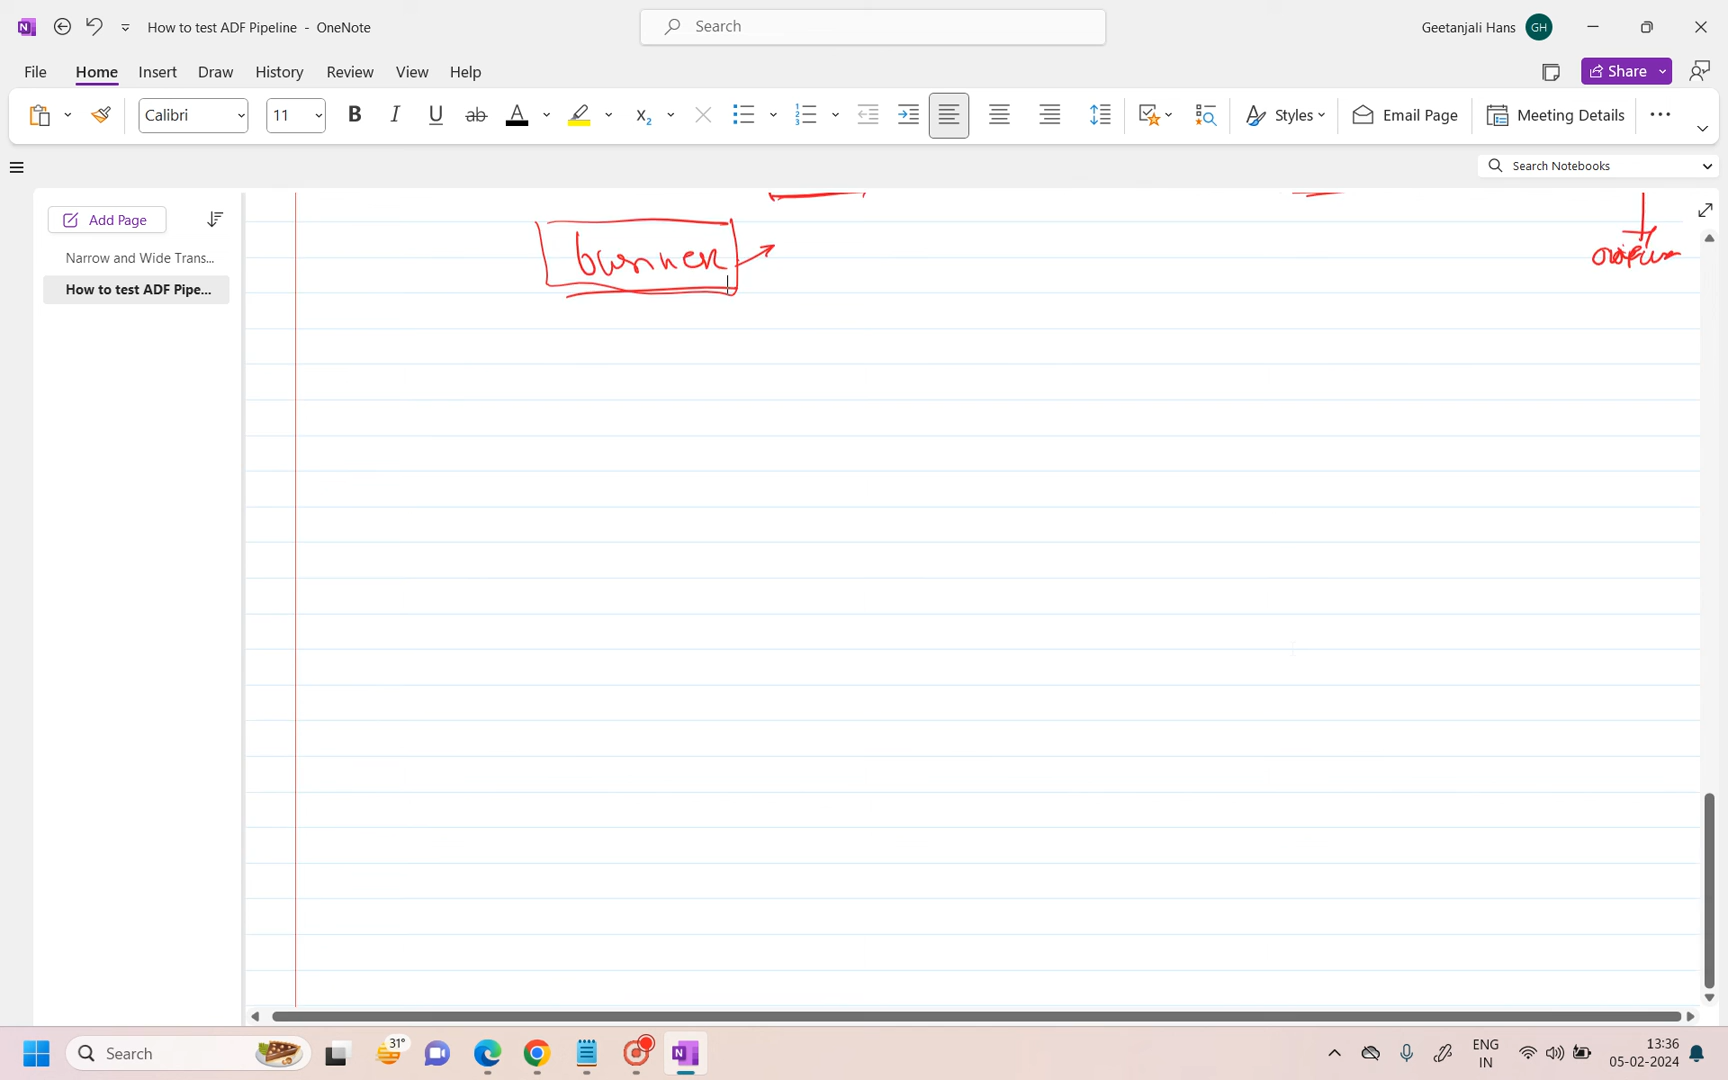 How to test ADF Pipeline - OneNote
Search
Geetanjali Hans
GH
File Home Insert Draw History Review View Help
Share
Calibri
11
B I U ab A
Styles
Email Page
Meeting Details
Search Notebooks
Add Page
Narrow and Wide Trans...
How to test ADF Pipe...
31°
Search
ENG
IN
13:36
05-02-2024